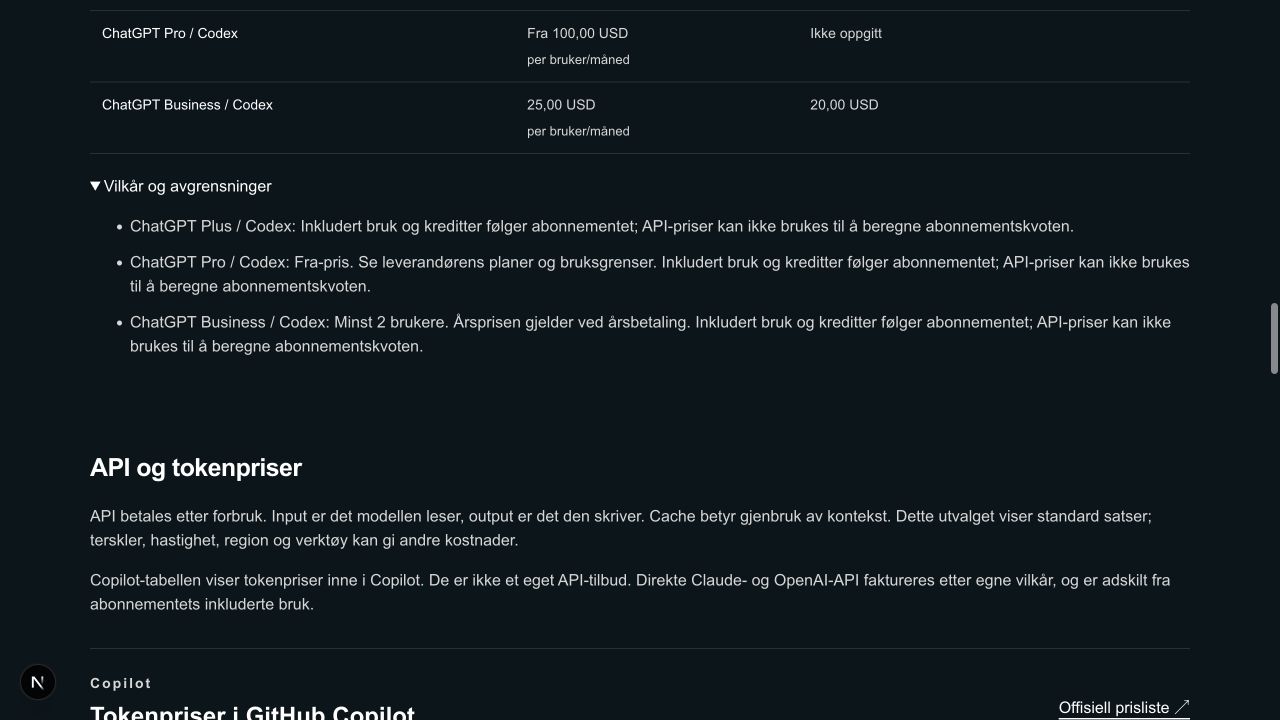 ChatGPT Pro / Codex Fra 100,00 USD Ikke oppgitt
per bruker/måned
ChatGPT Business / Codex 25,00 USD 20,00 USD
per bruker/måned
▼ Vilkår og avgrensninger
• ChatGPT Plus / Codex: Inkludert bruk og kreditter følger abonnementet; API-priser kan ikke brukes til å beregne abonnementskvoten.
• ChatGPT Pro / Codex: Fra-pris. Se leverandørens planer og bruksgrenser. Inkludert bruk og kreditter følger abonnementet; API-priser kan ikke brukes
til å beregne abonnementskvoten.
• ChatGPT Business / Codex: Minst 2 brukere. Årsprisen gjelder ved årsbetaling. Inkludert bruk og kreditter følger abonnementet; API-priser kan ikke
brukes til å beregne abonnementskvoten.
API og tokenpriser
API betales etter forbruk. Input er det modellen leser, output er det den skriver. Cache betyr gjenbruk av kontekst. Dette utvalget viser standard satser;
terskler, hastighet, region og verktøy kan gi andre kostnader.
Copilot-tabellen viser tokenpriser inne i Copilot. De er ikke et eget API-tilbud. Direkte Claude- og OpenAI-API faktureres etter egne vilkår, og er adskilt fra
abonnementets inkluderte bruk.
N
Copilot
Tokenpriser i GitHub Copilot
Offisiell prisliste ↗